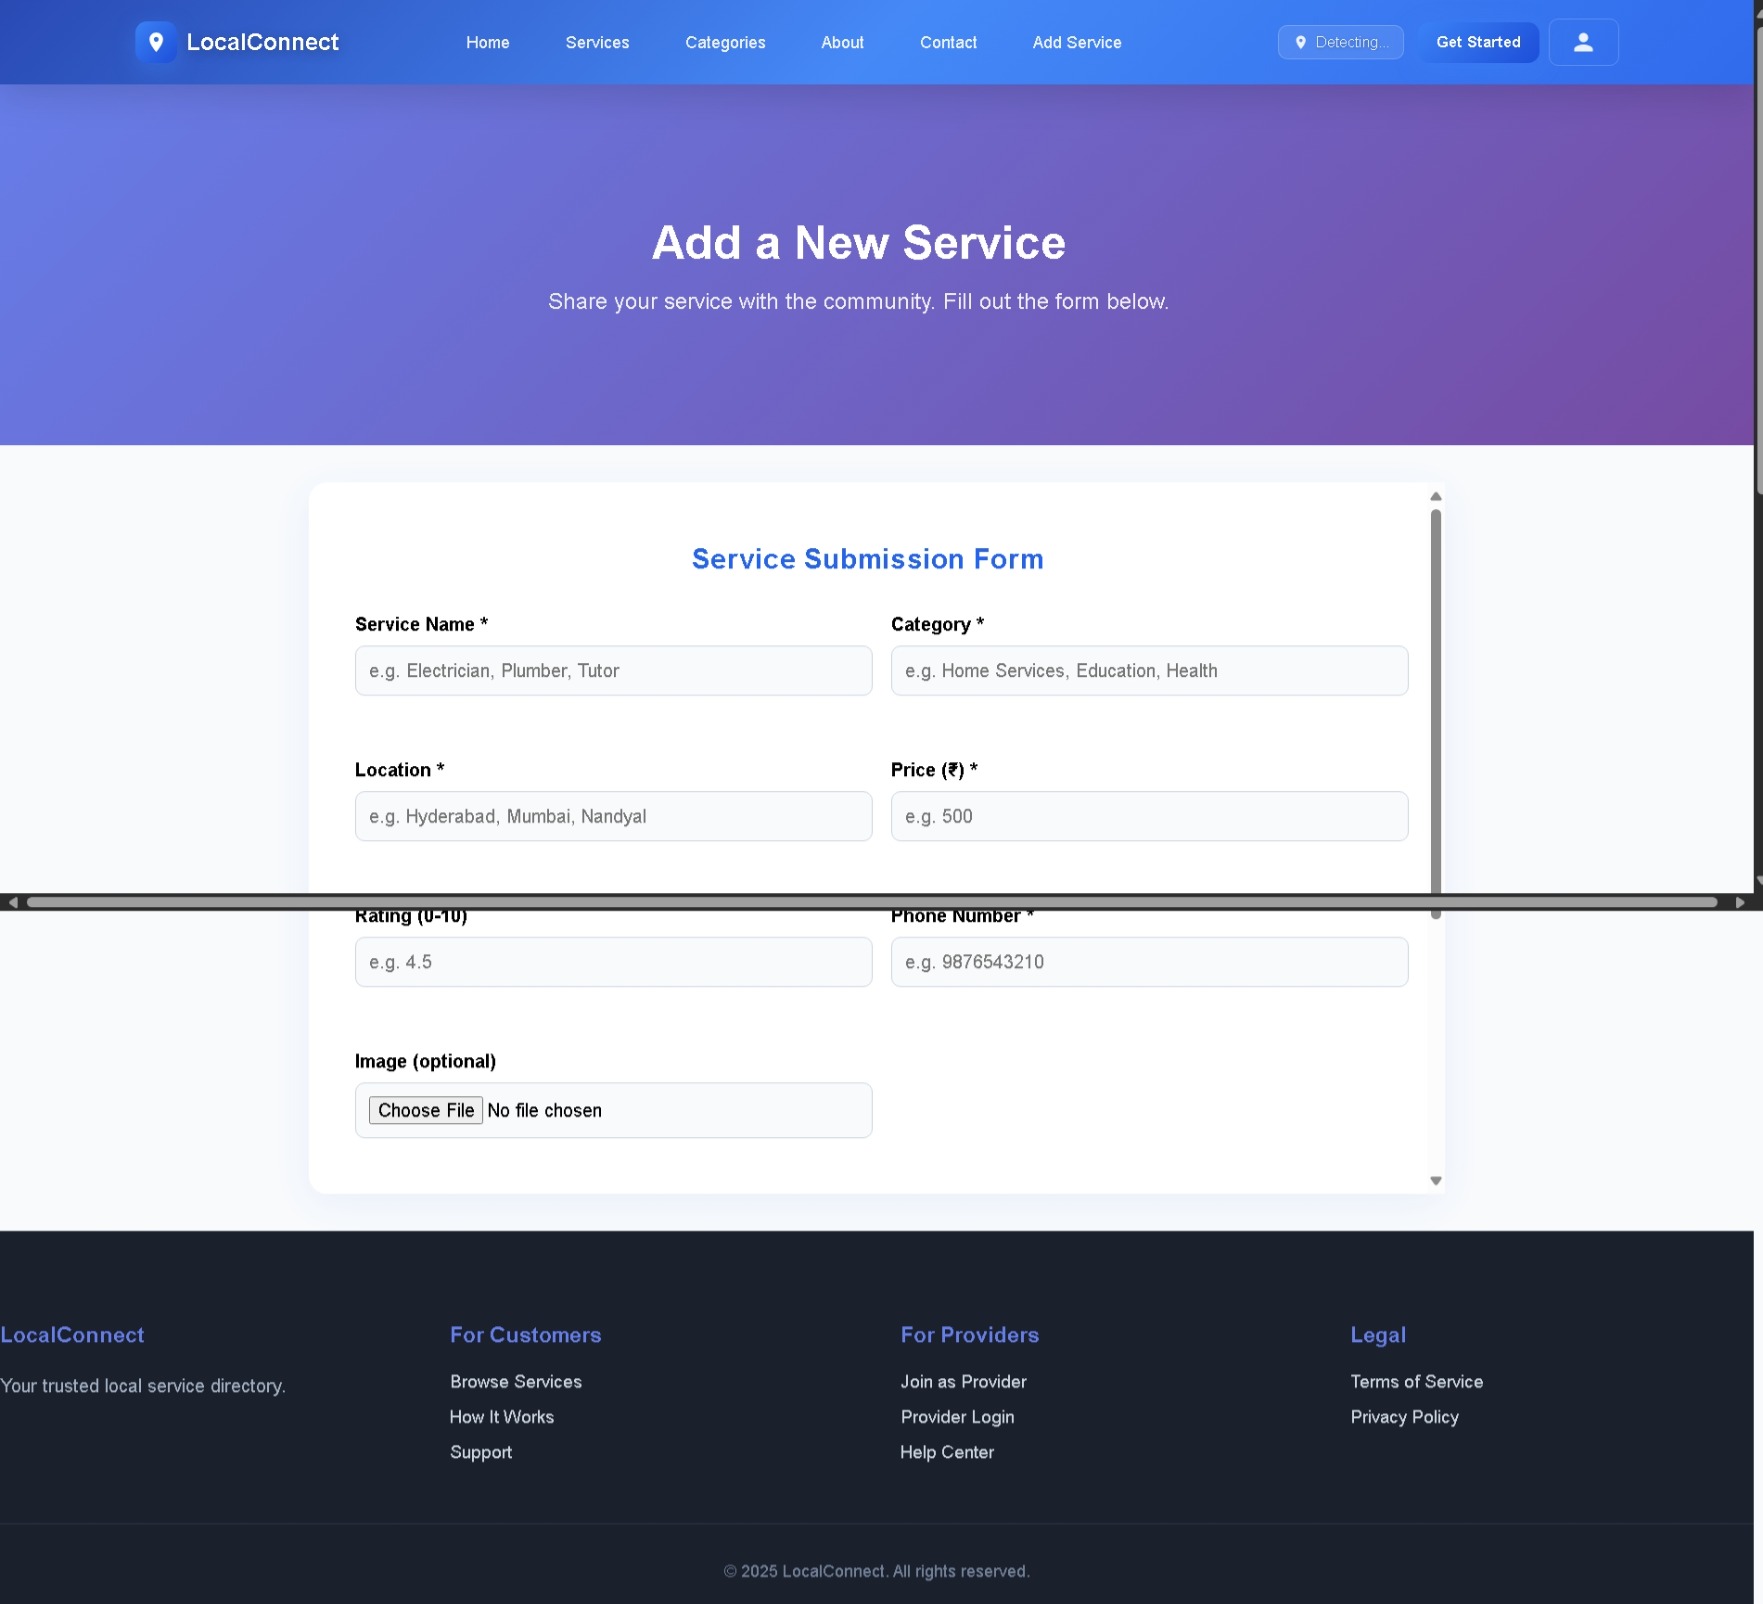 LocalConnect Home Services Categories About Contact Add Service Detecting... Get Started
Add a New Service
Share your service with the community. Fill out the form below.
Service Submission Form
Service Name * Category *
e.g. Electrician, Plumber, Tutor e.g. Home Services, Education, Health
Location * Price (₹) *
e.g. Hyderabad, Mumbai, Nandyal e.g. 500
Rating (0-10) Phone Number *
e.g. 4.5 e.g. 9876543210
Image (optional)
Choose File No file chosen
LocalConnect For Customers For Providers Legal
Your trusted local service directory. Browse Services Join as Provider Terms of Service
How It Works Provider Login Privacy Policy
Support Help Center
© 2025 LocalConnect. All rights reserved.